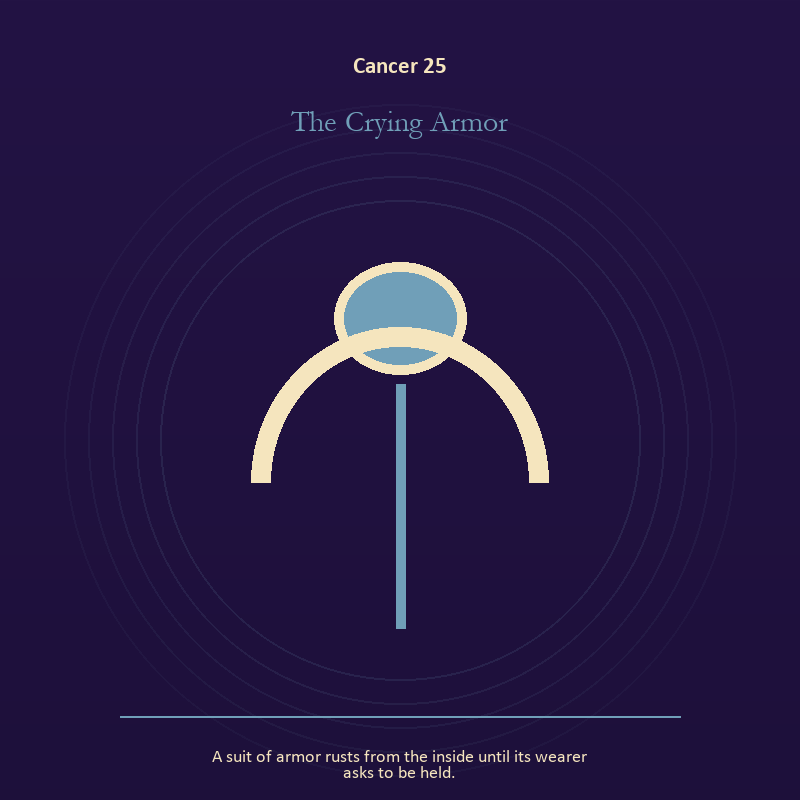 Cancer 25
The Crying Armor
A suit of armor rusts from the inside until its wearer
asks to be held.